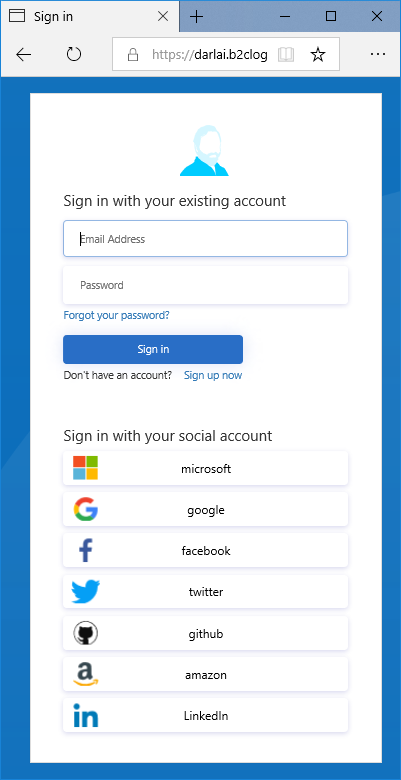 Sign in
https://darlai.b2clog
Sign in with your existing account
Email Address
Password
Forgot your password?
Sign in
Don't have an account? Sign up now
Sign in with your social account
microsoft
google
facebook
twitter
github
amazon
LinkedIn